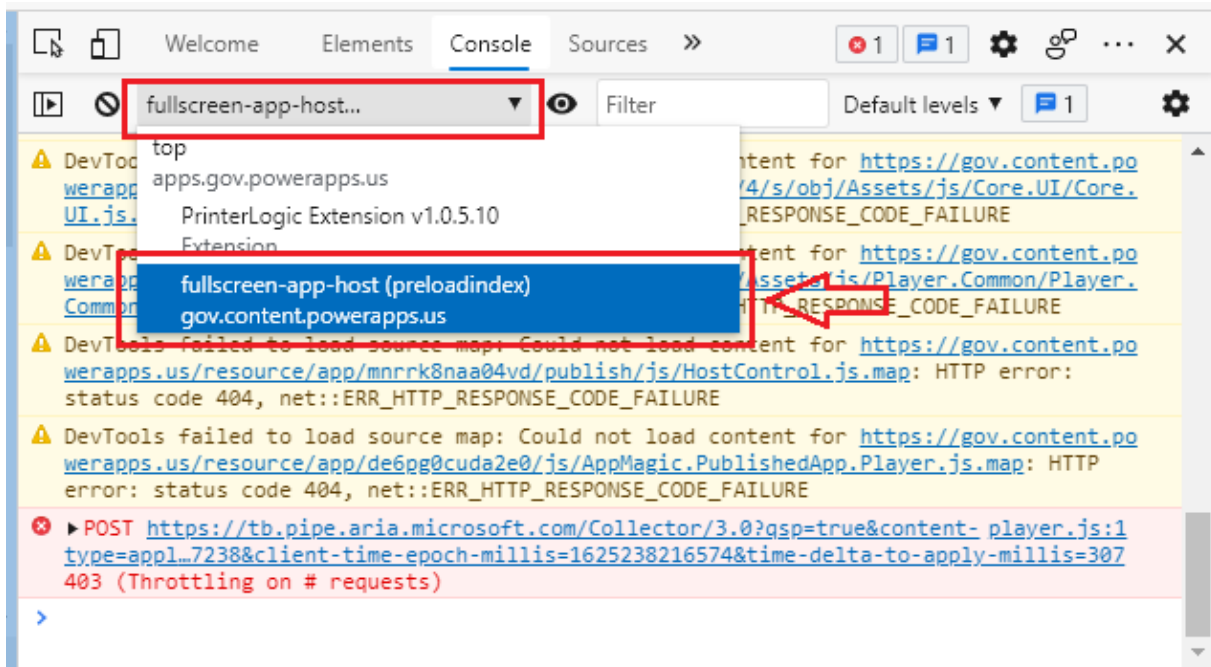 Welcome Elements Console Sources » 1 1
fullscreen-app-host... Filter Default levels ▼ 1
top
apps.gov.powerapps.us
PrinterLogic Extension v1.0.5.10
Extension
fullscreen-app-host (preloadindex)
gov.content.powerapps.us
DevToo ntent for https://gov.content.po
werapp /4/s/obj/Assets/js/Core.UI/Core.
UI.js. RESPONSE_CODE_FAILURE
DevToo tent for https://gov.content.po
werapp /Assets/js/Player.Common/Player.
Common HTTP_RESPONSE_CODE_FAILURE
DevTools failed to load source map: Could not load content for https://gov.content.po
werapps.us/resource/app/mnrrk8naa04vd/publish/js/HostControl.js.map: HTTP error:
status code 404, net::ERR_HTTP_RESPONSE_CODE_FAILURE
DevTools failed to load source map: Could not load content for https://gov.content.po
werapps.us/resource/app/de6pg0cuda2e0/js/AppMagic.PublishedApp.Player.js.map: HTTP
error: status code 404, net::ERR_HTTP_RESPONSE_CODE_FAILURE
▶POST https://tb.pipe.aria.microsoft.com/Collector/3.0?qsp=true&content- player.js:1
type=appl…7238&client-time-epoch-millis=1625238216574&time-delta-to-apply-millis=307
403 (Throttling on # requests)
>